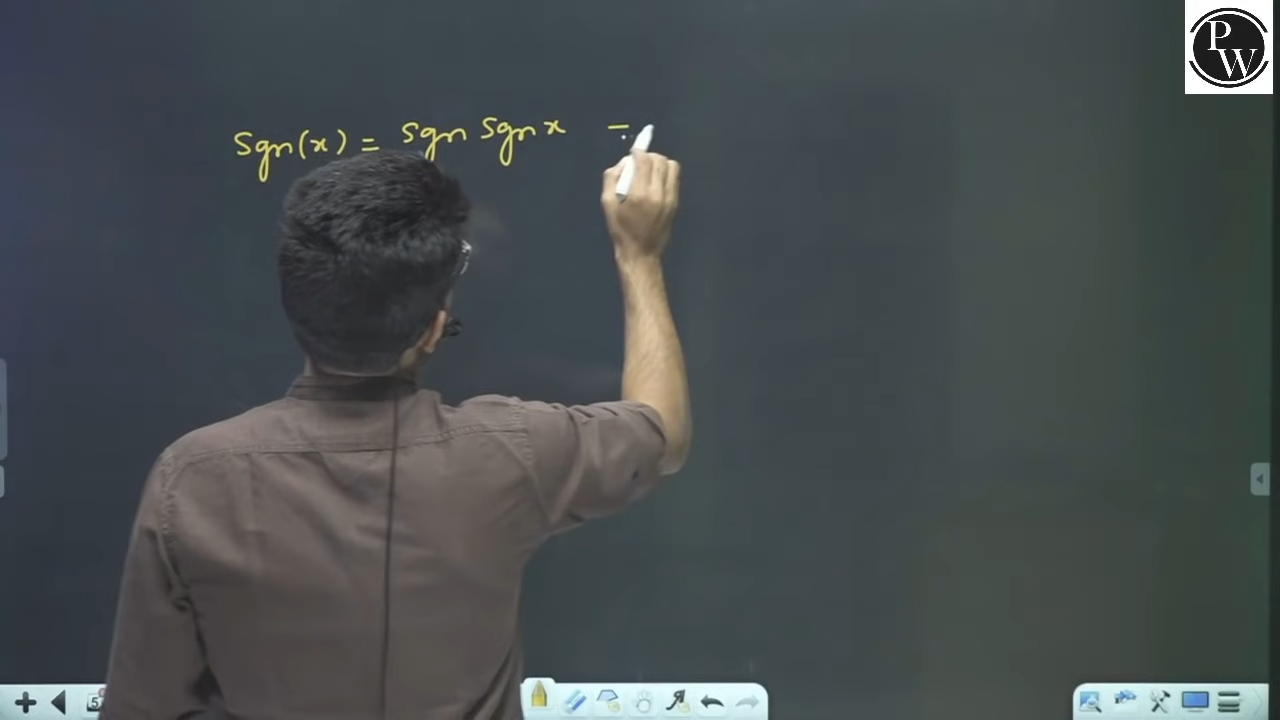 PW
Sgn(x) = Sgn Sgn x =